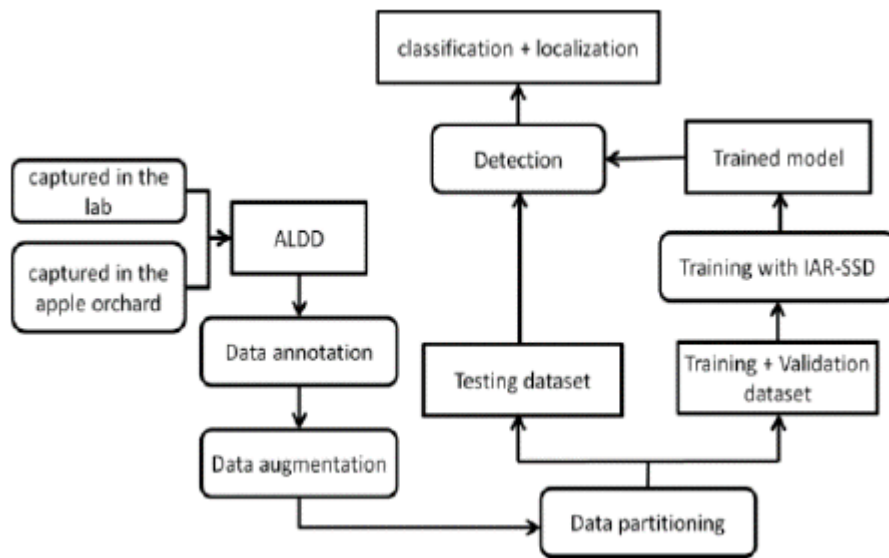 classification + localization
Detection
Trained model
captured in the
lab
ALDD
Training with IAR-SSD
captured in the
apple orchard
Data annotation
Testing dataset
Training + Validation
dataset
Data augmentation
Data partitioning